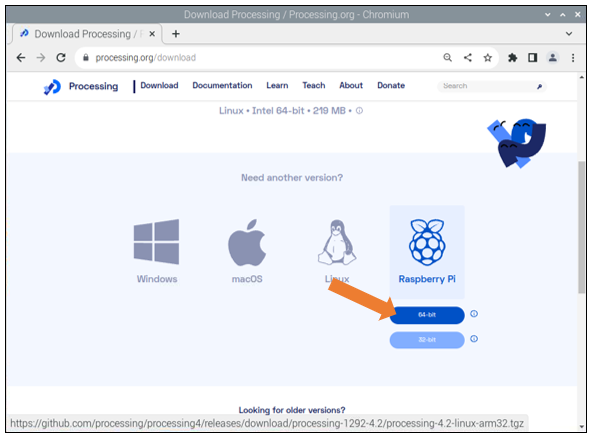 Download Processing / Processing.org - Chromium
Download Processing / P
processing.org/download
Processing Download Documentation Learn Teach About Donate Search
Linux • Intel 64-bit • 219 MB •
Need another version?
Windows macOS Linux Raspberry Pi
64-bit
32-bit
Looking for older versions?
https://github.com/processing/processing4/releases/download/processing-1292-4.2/processing-4.2-linux-arm32.tgz